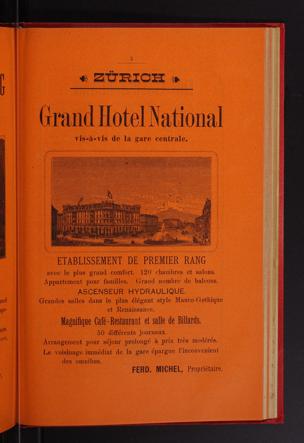 3
ZÜRICH
Grand Hotel National
vis-à-vis de la gare centrale.
ETABLISSEMENT DE PREMIER RANG
avec le plus grand comfort. 120 chambres et salons.
Appartement pour familles. Grand nombre de balcons.
ASCENSEUR HYDRAULIQUE.
Grandes salles dans le plus élégant style Mauro-Gothique
et Renaissance.
Magnifique Café-Restaurant et salle de Billards.
50 différents journaux.
Arrangement pour séjour prolongé à prix très modérés.
Le voisinage immédiat de la gare épargne l'inconvenient
des omnibus.
FERD. MICHEL, Propriétaire.